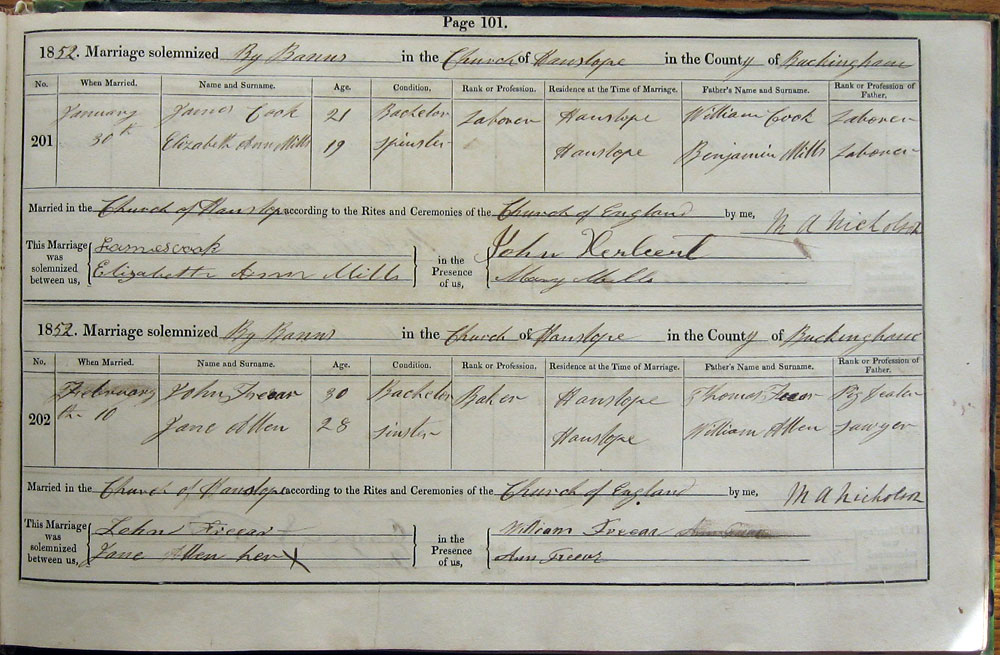 Page 101.
1852. Marriage solemnized By Banns in the Church of Hanslope in the County of Buckingham
No. When Married. Name and Surname. Age. Condition. Rank or Profession. Residence at the Time of Marriage. Father's Name and Surname. Rank or Profession of Father.
January James Cook 21 Bachelor Laborer Hanslope William Cook Laborer
201 30th Elizabeth Ann Mills 19 Spinster Hanslope Benjamin Mills Laborer
Married in the Church of Hanslope according to the Rites and Ceremonies of the Church of England by me, M A Nicholson
This Marriage was solemnized between us, James cook in the Presence of us, John Herbert
Elizabeth Ann Mills Mary Mills
1852. Marriage solemnized By Banns in the Church of Hanslope in the County of Buckingham
No. When Married. Name and Surname. Age. Condition. Rank or Profession. Residence at the Time of Marriage. Father's Name and Surname. Rank or Profession of Father.
February John Freear 30 Bachelor Baker Hanslope Thomas Freear Pig Dealer
202 th 10 Jane Allen 28 Sinster Hanslope William Allen Sawyer
Married in the Church of Hanslope according to the Rites and Ceremonies of the Church of England by me, M A Nicholson
This Marriage was solemnized between us, John Freear in the Presence of us, William Freear
Jane Allen her X Ann Freear